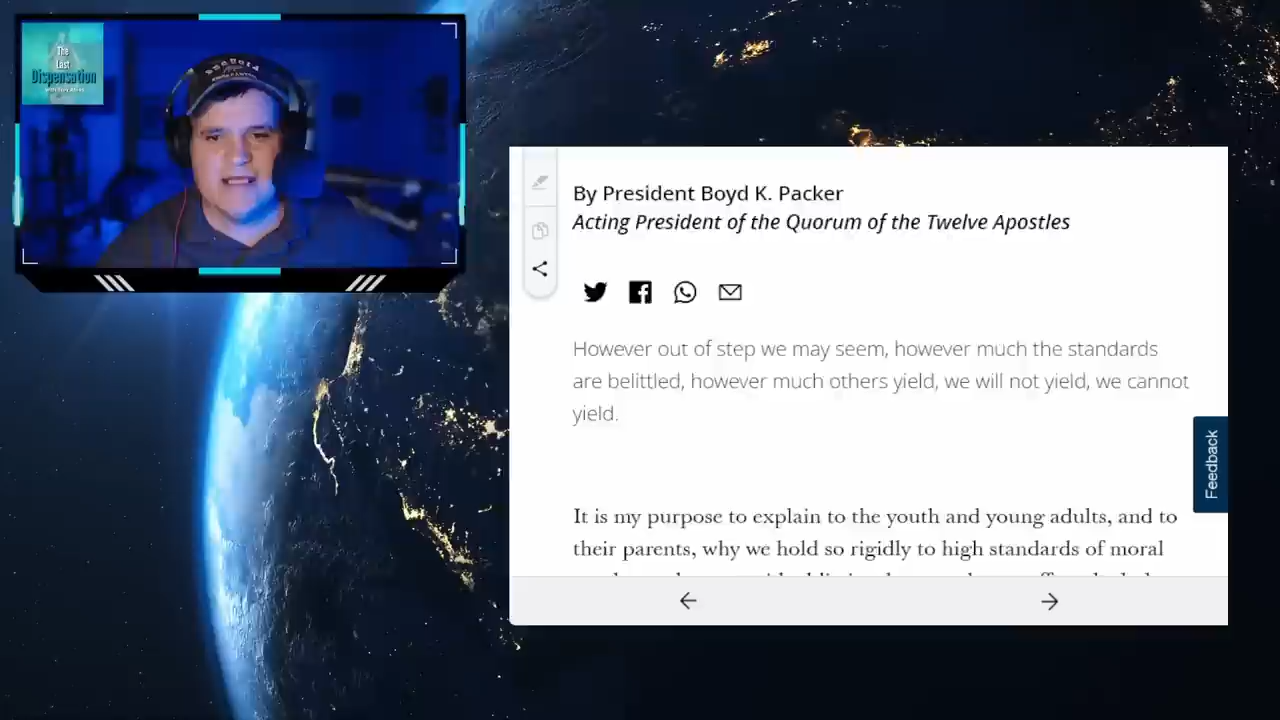 The
Last
Dispensation
By President Boyd K. Packer
Acting President of the Quorum of the Twelve Apostles
However out of step we may seem, however much the standards
are belittled, however much others yield, we will not yield, we cannot
yield.
Feedback
It is my purpose to explain to the youth and young adults, and to
their parents, why we hold so rigidly to high standards of moral